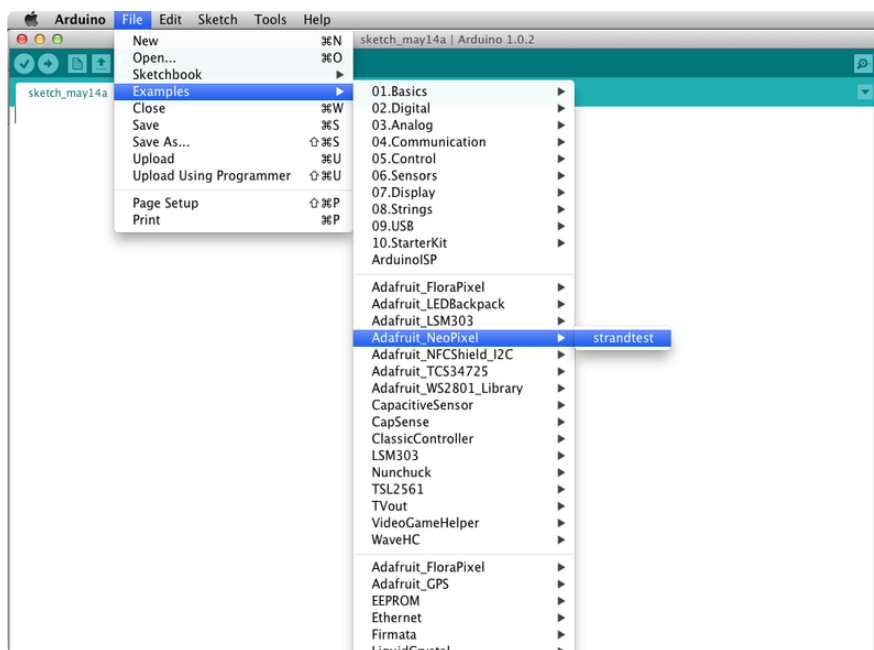 Arduino File Edit Sketch Tools Help
sketch_may14a | Arduino 1.0.2
sketch_may14a
New ⌘N
Open... ⌘O
Sketchbook
Examples
Close ⌘W
Save ⌘S
Save As... ⇧⌘S
Upload ⌘U
Upload Using Programmer ⇧⌘U
Page Setup ⇧⌘P
Print ⌘P
01.Basics
02.Digital
03.Analog
04.Communication
05.Control
06.Sensors
07.Display
08.Strings
09.USB
10.StarterKit
ArduinoISP
Adafruit_FloraPixel
Adafruit_LEDBackpack
Adafruit_LSM303
Adafruit_NeoPixel
Adafruit_NFCShield_I2C
Adafruit_TCS34725
Adafruit_WS2801_Library
CapacitiveSensor
CapSense
ClassicController
LSM303
Nunchuck
TSL2561
TVout
VideoGameHelper
WaveHC
Adafruit_FloraPixel
Adafruit_GPS
EEPROM
Ethernet
Firmata
LiquidCrystal
strandtest